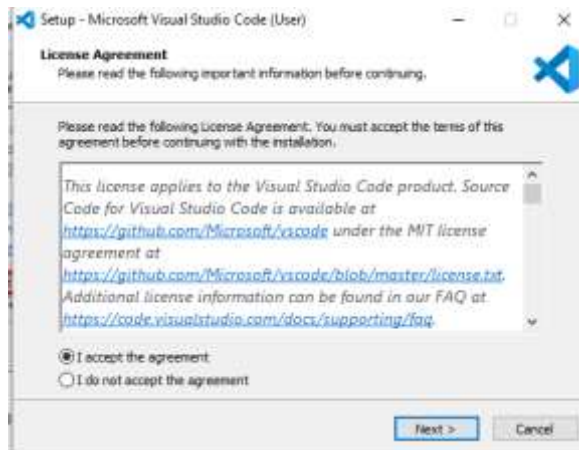 Setup - Microsoft Visual Studio Code (User)
License Agreement
Please read the following important information before continuing.
Please read the following License Agreement. You must accept the terms of this
agreement before continuing with the installation.
This license applies to the Visual Studio Code product. Source
Code for Visual Studio Code is available at
https://github.com/Microsoft/vscode under the MIT license
agreement at
https://github.com/Microsoft/vscode/blob/master/license.txt.
Additional license information can be found in our FAQ at
https://code.visualstudio.com/docs/supporting/faq.
I accept the agreement
I do not accept the agreement
Next >
Cancel